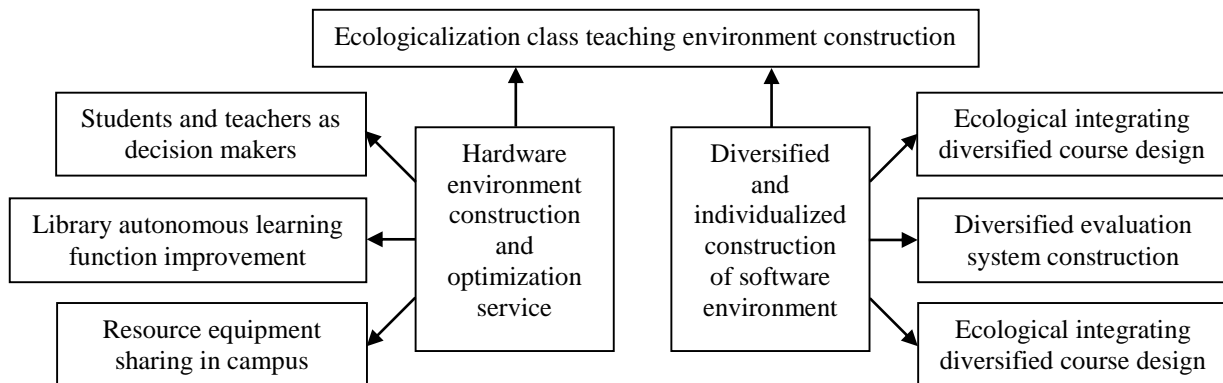 Ecologicalization class teaching environment construction
Students and teachers as
decision makers
Library autonomous learning
function improvement
Resource equipment
sharing in campus
Hardware
environment
construction
and
optimization
service
Diversified
and
individualized
construction
of software
environment
Ecological integrating
diversified course design
Diversified evaluation
system construction
Ecological integrating
diversified course design